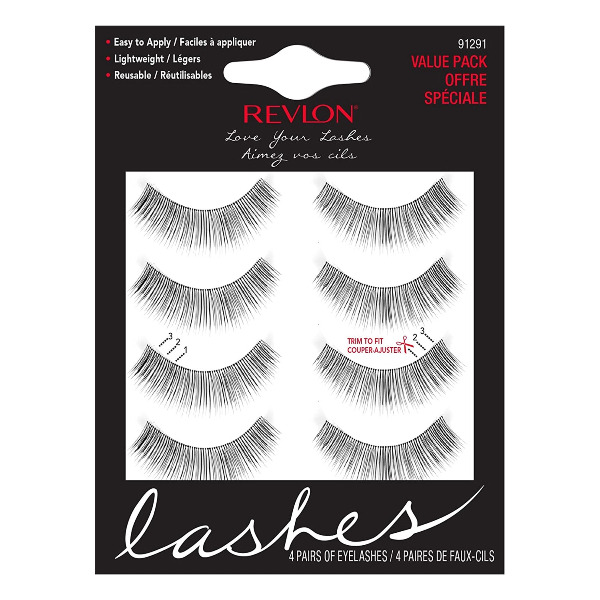 • Easy to Apply / Faciles à appliquer
• Lightweight / Légers
• Reusable / Réutilisables
91291
VALUE PACK
OFFRE
SPÉCIALE
REVLON®
Love Your Lashes
Aimez vos cils
3
2
1
TRIM TO FIT
COUPER-AJUSTER
1
2
3
lashes
4 PAIRS OF EYELASHES / 4 PAIRES DE FAUX-CILS